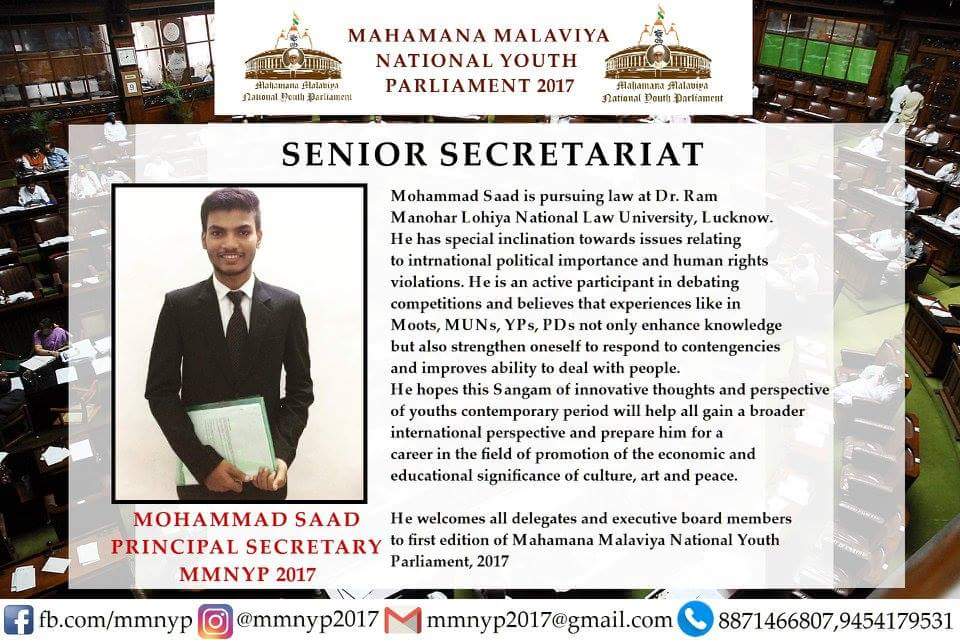 MAHAMANA MALAVIYA
NATIONAL YOUTH
PARLIAMENT 2017
Mahamana Malaviya
National Youth Parliament
Mahamana Malaviya
National Youth Parliament
SENIOR SECRETARIAT
Mohammad Saad is pursuing law at Dr. Ram
Manohar Lohiya National Law University, Lucknow.
He has special inclination towards issues relating
to intrnational political importance and human rights
violations. He is an active participant in debating
competitions and believes that experiences like in
Moots, MUNs, YPs, PDs not only enhance knowledge
but also strengthen oneself to respond to contengencies
and improves ability to deal with people.
He hopes this Sangam of innovative thoughts and perspective
of youths contemporary period will help all gain a broader
international perspective and prepare him for a
career in the field of promotion of the economic and
educational significance of culture, art and peace.
He welcomes all delegates and executive board members
to first edition of Mahamana Malaviya National Youth
Parliament, 2017
MOHAMMAD SAAD
PRINCIPAL SECRETARY
MMNYP 2017
fb.com/mmnyp @mmnyp2017 mmnyp2017@gmail.com 8871466807,9454179531